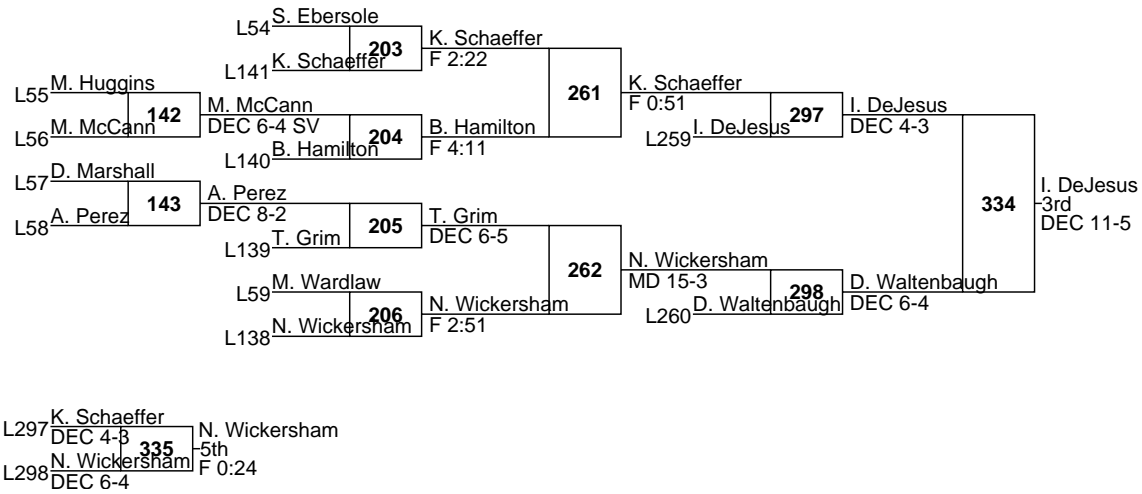 S. Ebersole
L54
203
K. Schaeffer
F 2:22
K. Schaeffer
L141
M. Huggins
L55
142
M. McCann
DEC 6-4 SV
M. McCann
L56
204
B. Hamilton
F 4:11
B. Hamilton
L140
261
K. Schaeffer
F 0:51
297
I. DeJesus
DEC 4-3
I. DeJesus
L259
D. Marshall
L57
143
A. Perez
DEC 8-2
A. Perez
L58
205
T. Grim
DEC 6-5
T. Grim
L139
262
N. Wickersham
MD 15-3
M. Wardlaw
L59
206
N. Wickersham
F 2:51
N. Wickersham
L138
298
D. Waltenbaugh
DEC 6-4
D. Waltenbaugh
L260
334
I. DeJesus
3rd
DEC 11-5
K. Schaeffer
L297
DEC 4-3
335
N. Wickersham
5th
F 0:24
N. Wickersham
L298
DEC 6-4